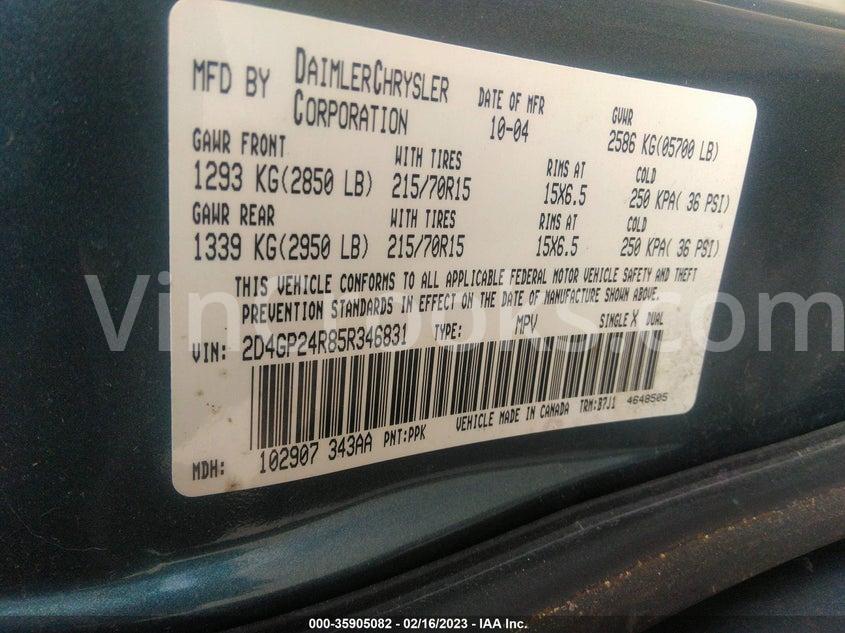 MFD BY DAIMLERCHRYSLER CORPORATION
DATE OF MFR 10-04
GVWR 2586 KG(05700 LB)
GAWR FRONT WITH TIRES RIMS AT COLD
1293 KG(2850 LB) 215/70R15 15X6.5 250 KPA( 36 PSI)
GAWR REAR WITH TIRES RIMS AT COLD
1339 KG(2950 LB) 215/70R15 15X6.5 250 KPA( 36 PSI)
THIS VEHICLE CONFORMS TO ALL APPLICABLE FEDERAL MOTOR VEHICLE SAFETY AND THEFT
PREVENTION STANDARDS IN EFFECT ON THE DATE OF MANUFACTURE SHOWN ABOVE.
VIN: 2D4GP24R85R346831 TYPE: MPV SINGLE X DUAL
MDH: 102907 343AA PNT:PPK VEHICLE MADE IN CANADA TRM:B7J1 4648505
000-35905082 - 02/16/2023 - IAA Inc.